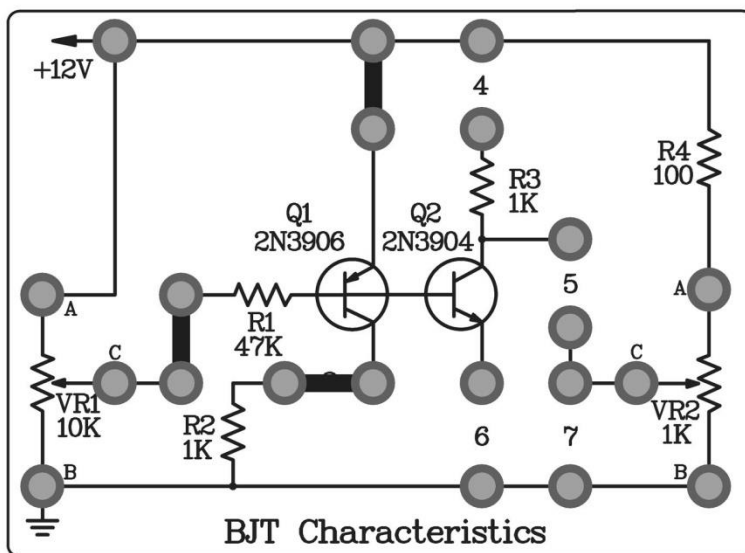 +12V
4
R4
100
R3
1K
Q1
2N3906
Q2
2N3904
A
A
5
R1
47K
C
C
VR1
10K
R2
1K
VR2
1K
6
7
B
B
BJT Characteristics